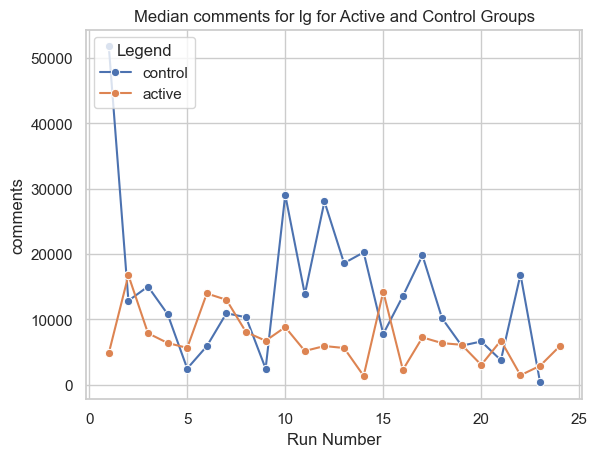 Median comments for lg for Active and Control Groups
Legend
control
active
50000
40000
30000
20000
10000
0
comments
0 5 10 15 20 25
Run Number